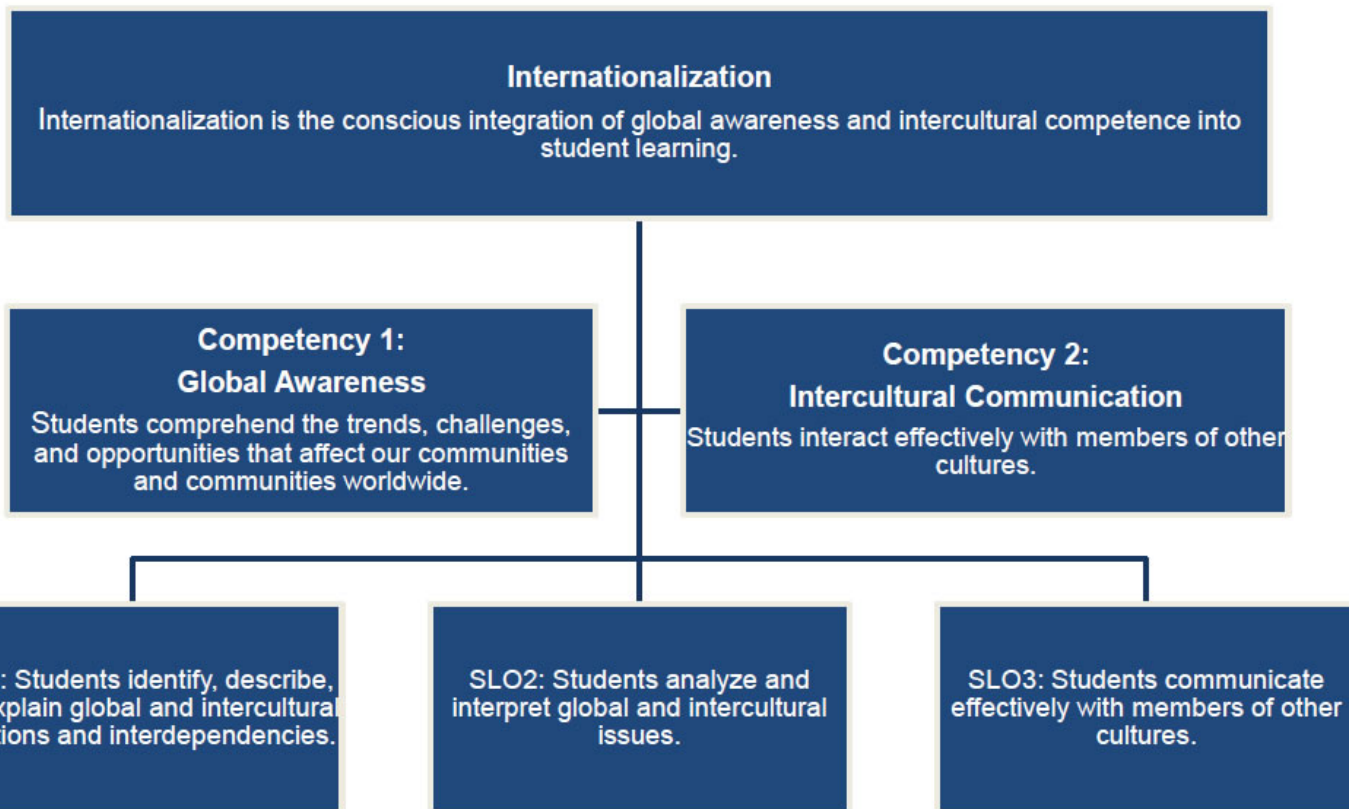 Internationalization
Internationalization is the conscious integration of global awareness and intercultural competence into
student learning.
Competency 1:
Global Awareness
Students comprehend the trends, challenges,
and opportunities that affect our communities
and communities worldwide.
Competency 2:
Intercultural Communication
Students interact effectively with members of other
cultures.
: Students identify, describe,
global and intercultural
and interdependencies.
SLO2: Students analyze and
interpret global and intercultural
issues.
SLO3: Students communicate
effectively with members of other
cultures.